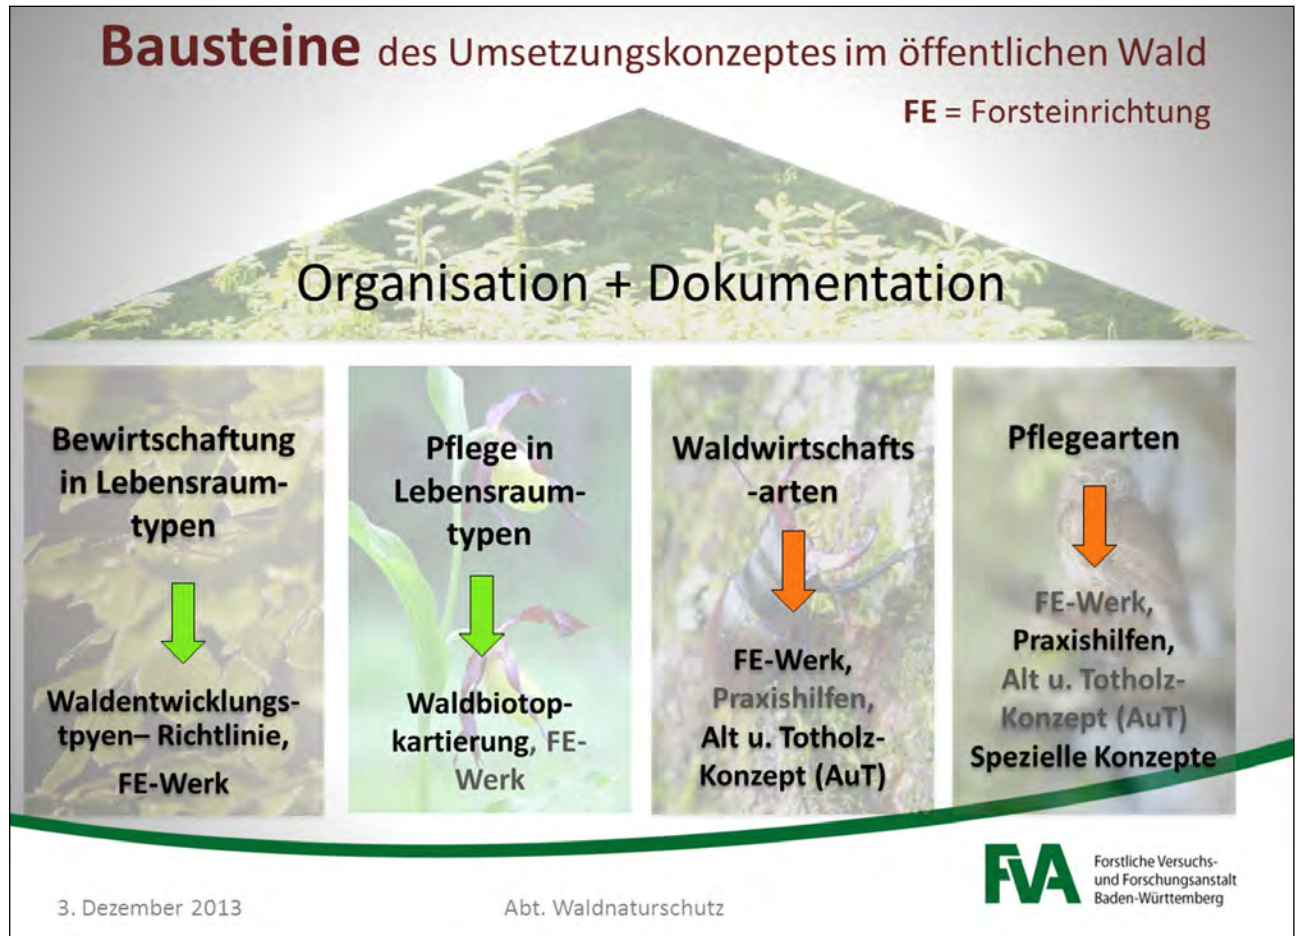 Bausteine des Umsetzungskonzeptes im öffentlichen Wald
FE = Forsteinrichtung
Organisation + Dokumentation
Bewirtschaftung
in Lebensraum-
typen
Waldentwicklungs-
tpyen– Richtlinie,
FE-Werk
Pflege in
Lebensraum-
typen
Waldbiotop-
kartierung, FE-
Werk
Waldwirtschafts
-arten
FE-Werk,
Praxishilfen,
Alt u. Totholz-
Konzept (AuT)
Pflegearten
FE-Werk,
Praxishilfen,
Alt u. Totholz-
Konzept (AuT)
Spezielle Konzepte
3. Dezember 2013
Abt. Waldnaturschutz
FVA
Forstliche Versuchs-
und Forschungsanstalt
Baden-Württemberg